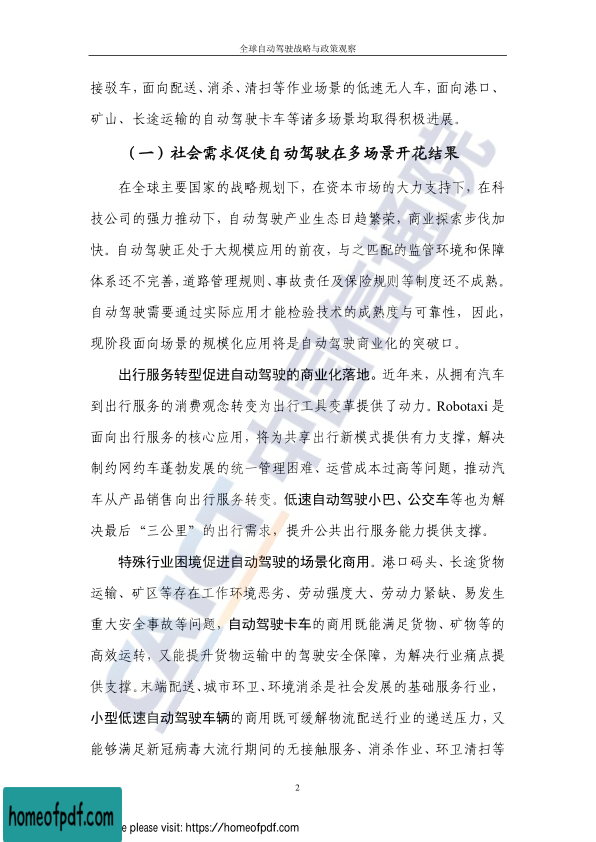 全球自动驾驶战略与政策观察
接驳车，面向配送、消杀、清扫等作业场景的低速无人车，面向港口、
矿山、长途运输的自动驾驶卡车等诸多场景均取得积极进展。
（一）社会需求促使自动驾驶在多场景开花结果
在全球主要国家的战略规划下，在资本市场的大力支持下，在科
技公司的强力推动下，自动驾驶产业生态日趋繁荣，商业探索步伐加
快。自动驾驶正处于大规模应用的前夜，与之匹配的监管环境和保障
体系还不完善，道路管理规则、事故责任及保险规则等制度还不成熟。
自动驾驶需要通过实际应用才能检验技术的成熟度与可靠性，因此，
现阶段面向场景的规模化应用将是自动驾驶商业化的突破口。
出行服务转型促进自动驾驶的商业化落地。近年来，从拥有汽车
到出行服务的消费观念转变为出行工具变革提供了动力。Robotaxi 是
面向出行服务的核心应用，将为共享出行新模式提供有力支撑，解决
制约网约车蓬勃发展的统一管理困难、运营成本过高等问题，推动汽
车从产品销售向出行服务转变。低速自动驾驶小巴、公交车等也为解
决最后“三公里”的出行需求，提升公共出行服务能力提供支撑。
特殊行业困境促进自动驾驶的场景化商用。港口码头、长途货物
运输、矿区等存在工作环境恶劣、劳动强度大、劳动力紧缺、易发生
重大安全事故等问题，自动驾驶卡车的商用既能满足货物、矿物等的
高效运转，又能提升货物运输中的驾驶安全保障，为解决行业痛点提
供支撑。末端配送、城市环卫、环境消杀是社会发展的基础服务行业，
小型低速自动驾驶车辆的商用既可缓解物流配送行业的递送压力，又
能够满足新冠病毒大流行期间的无接触服务、消杀作业、环卫清扫等
2
CAICT 中国信通院
homeofpdf.com
e please visit: https://homeofpdf.com